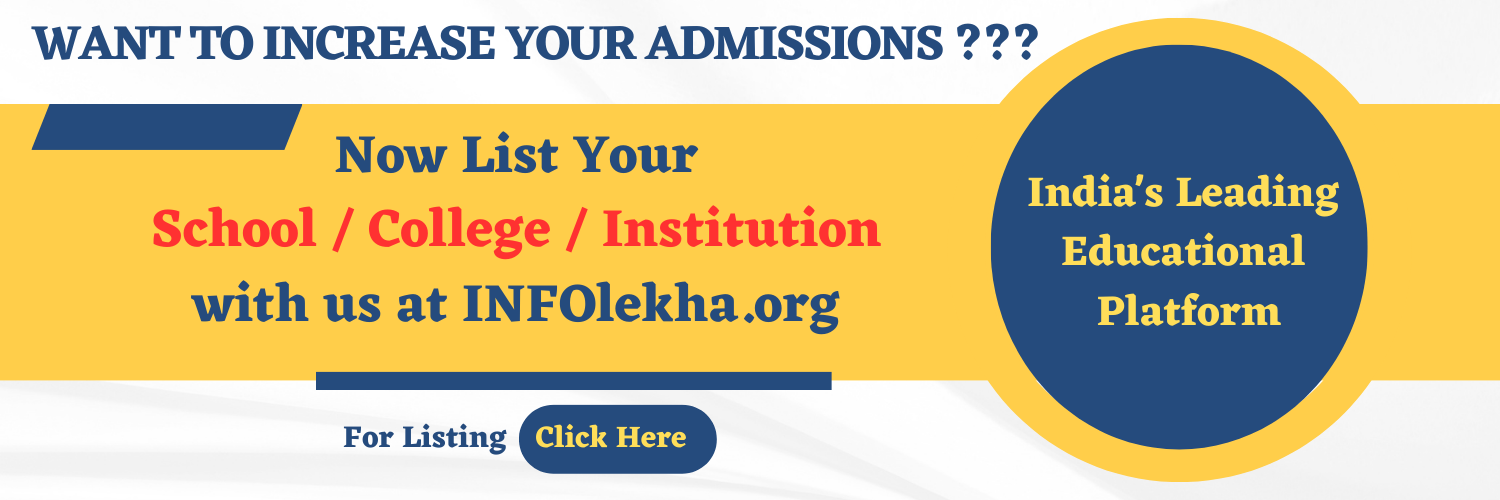 WANT TO INCREASE YOUR ADMISSIONS ???
Now List Your
School / College / Institution
with us at INFOlekha.org
For Listing Click Here
India's Leading
Educational
Platform